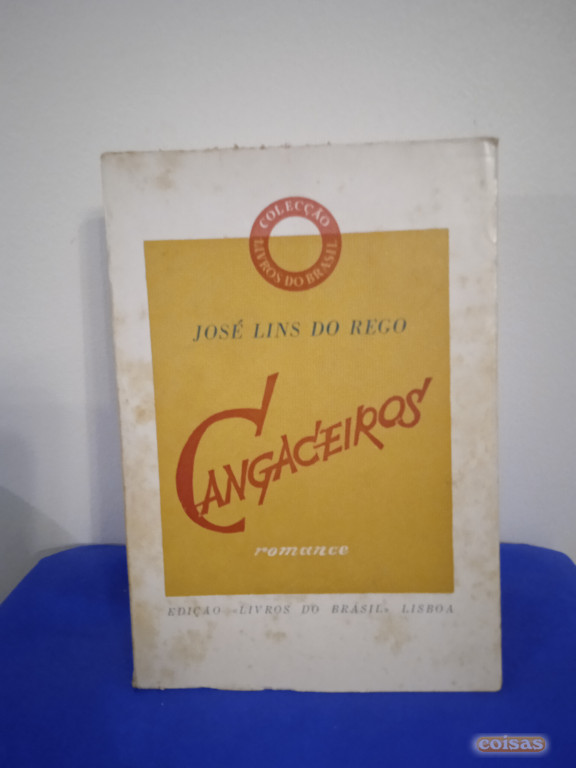 COLECÇÃO
LIVROS DO BRASIL
JOSÉ LINS DO REGO
CANGACEIROS
romance
EDIÇÃO «LIVROS DO BRASIL» LISBOA
coisas